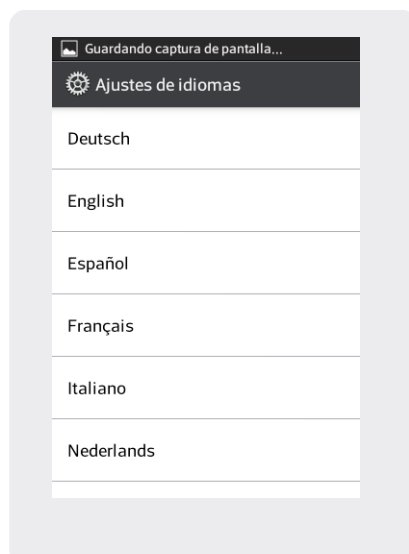 Guardando captura de pantalla...
Ajustes de idiomas
Deutsch
English
Español
Français
Italiano
Nederlands